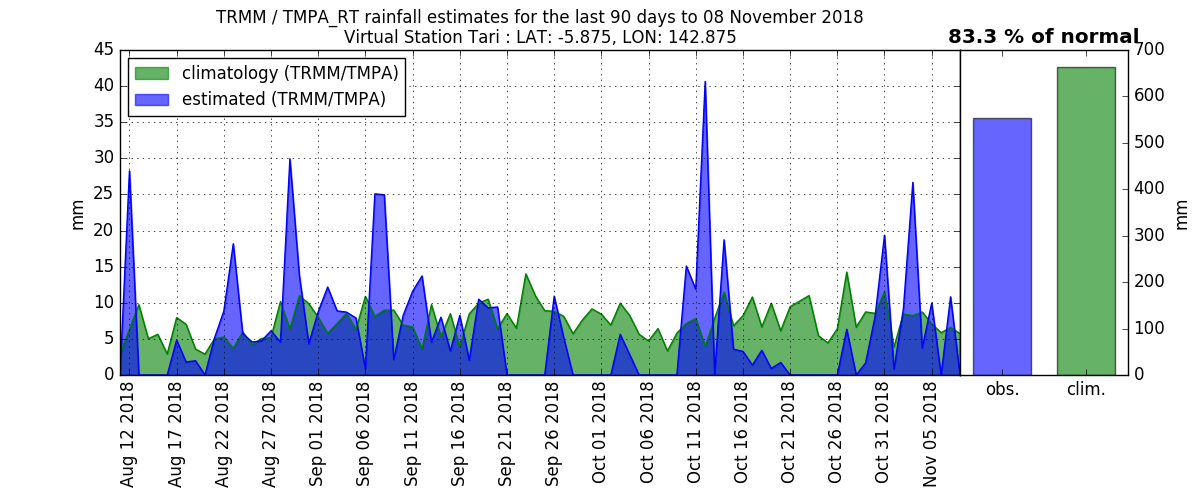 TRMM / TMPA_RT rainfall estimates for the last 90 days to 08 November 2018
Virtual Station Tari : LAT: -5.875, LON: 142.875
83.3 % of normal
climatology (TRMM/TMPA)
estimated (TRMM/TMPA)
45
40
35
30
25
20
15
10
5
0
mm
Aug 12 2018
Aug 17 2018
Aug 22 2018
Aug 27 2018
Sep 01 2018
Sep 06 2018
Sep 11 2018
Sep 16 2018
Sep 21 2018
Sep 26 2018
Oct 01 2018
Oct 06 2018
Oct 11 2018
Oct 16 2018
Oct 21 2018
Oct 26 2018
Oct 31 2018
Nov 05 2018
700
600
500
400
300
200
100
0
mm
obs.
clim.